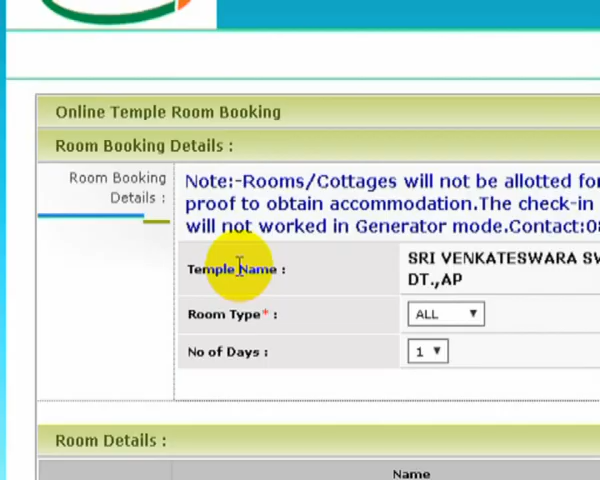 Online Temple Room Booking
Room Booking Details :
Room Booking
Details :
Note:-Rooms/Cottages will not be allotted for
proof to obtain accommodation.The check-in
will not worked in Generator mode.Contact:08
Temple Name :
SRI VENKATESWARA SW
DT.,AP
Room Type* :
ALL
No of Days :
1
Room Details :
Name